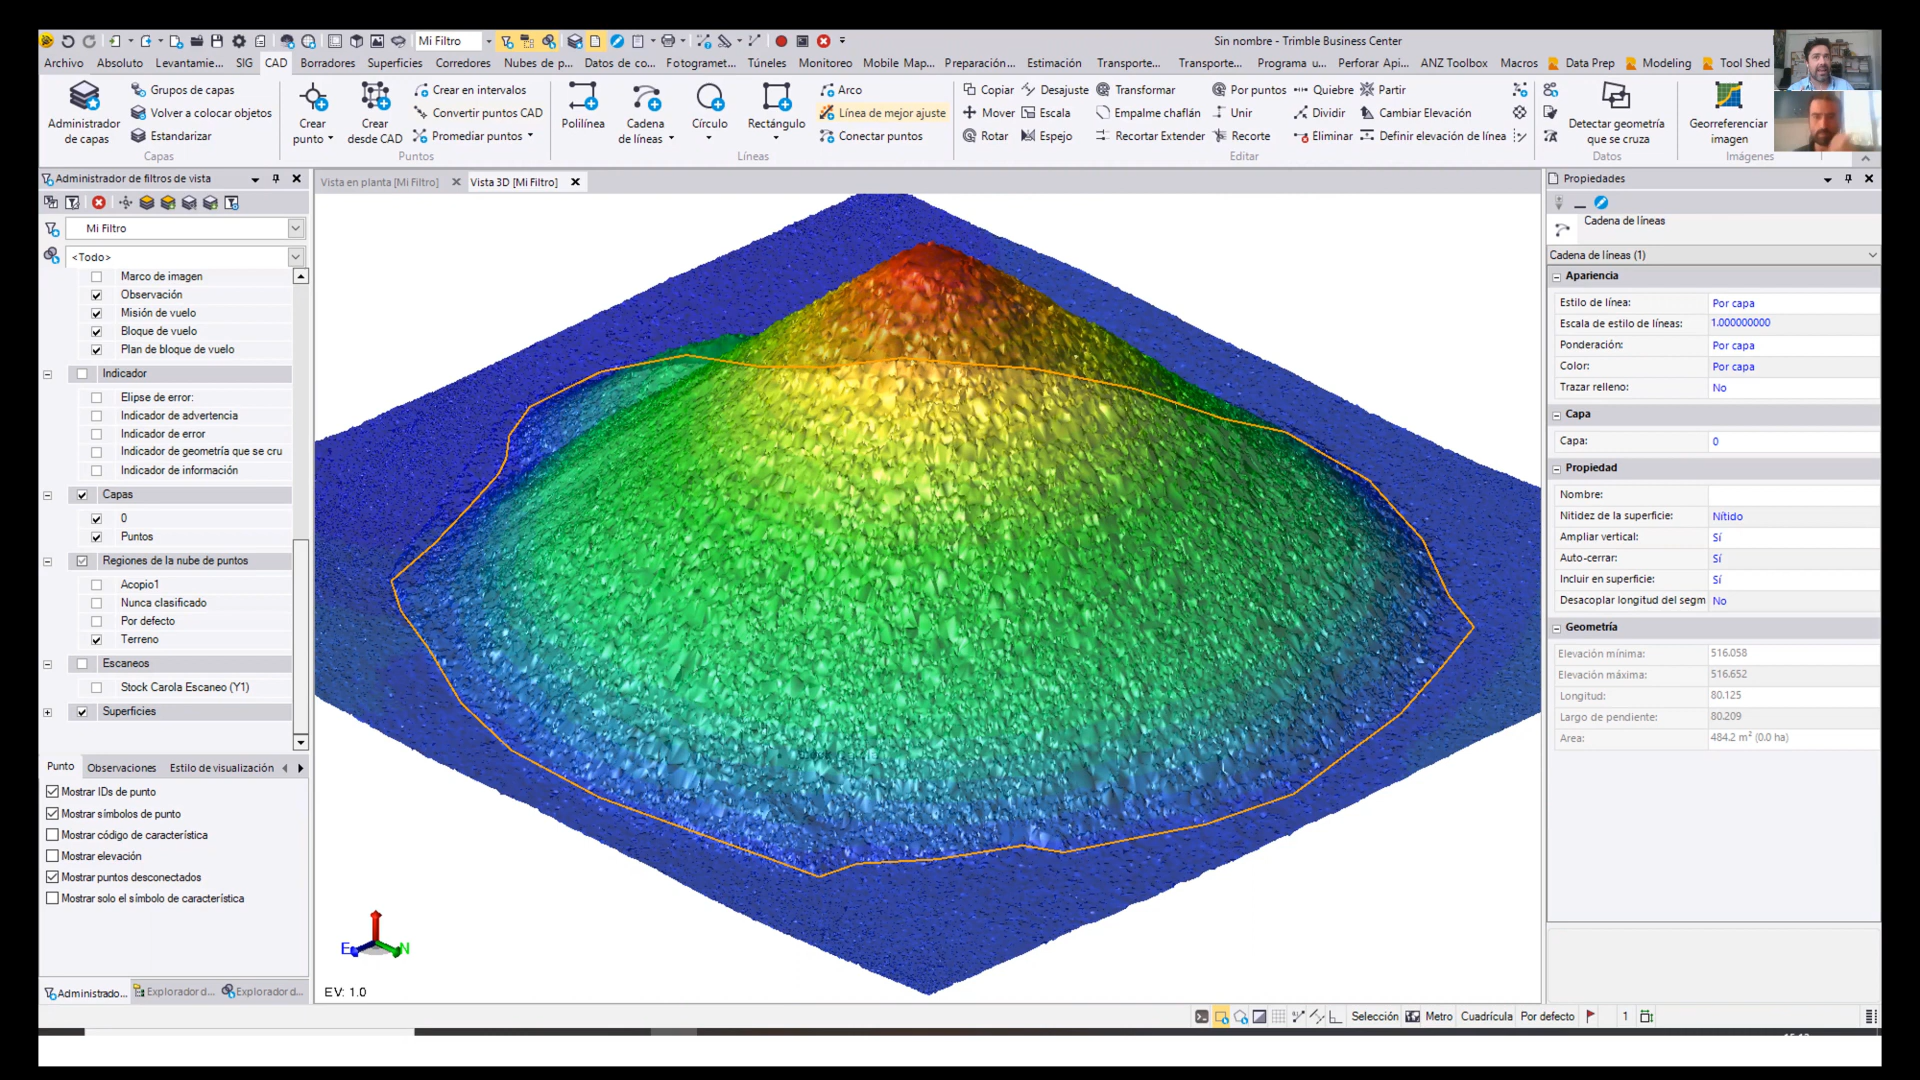 Mi Filtro
Sin nombre - Trimble Business Center
Archivo Absoluto Levantamie... SIG CAD Borradores Superficies Corredores Nubes de p... Datos de co... Fotogramet... Túneles Monitoreo Mobile Map... Preparación... Estimación Transporte... Transporte... Programa u... Perforar Api... ANZ Toolbox Macros Data Prep Modeling Tool Shed
Administrador de capas
Grupos de capas
Volver a colocar objetos
Estandarizar
Capas
Crear punto
Crear desde CAD
Crear en intervalos
Convertir puntos CAD
Promediar puntos
Puntos
Polilínea
Cadena de líneas
Círculo
Rectángulo
Arco
Línea de mejor ajuste
Conectar puntos
Líneas
Copiar Desajuste Transformar Por puntos Quiebre Partir
Mover Escala Empalme chaflán Unir Dividir Cambiar Elevación
Rotar Espejo Recortar Extender Recorte Eliminar Definir elevación de línea
Editar
Detectar geometría que se cruza
Datos
Georreferenciar imagen
Imágenes
Administrador de filtros de vista
Mi Filtro
<Todo>
Marco de imagen
Observación
Misión de vuelo
Bloque de vuelo
Plan de bloque de vuelo
Indicador
Elipse de error:
Indicador de advertencia
Indicador de error
Indicador de geometría que se cru
Indicador de información
Capas
0
Puntos
Regiones de la nube de puntos
Acopio1
Nunca clasificado
Por defecto
Terreno
Escaneos
Stock Carola Escaneo (Y1)
Superficies
Punto Observaciones Estilo de visualización
Mostrar IDs de punto
Mostrar símbolos de punto
Mostrar código de característica
Mostrar elevación
Mostrar puntos desconectados
Mostrar solo el símbolo de característica
Administrado... Explorador d... Explorador d...
Vista en planta [Mi Filtro] Vista 3D [Mi Filtro]
E N
EV: 1.0
Propiedades
Cadena de líneas
Cadena de líneas (1)
Apariencia
Estilo de línea: Por capa
Escala de estilo de líneas: 1.000000000
Ponderación: Por capa
Color: Por capa
Trazar relleno: No
Capa
Capa: 0
Propiedad
Nombre:
Nitidez de la superficie: Nítido
Ampliar vertical: Sí
Auto-cerrar: Sí
Incluir en superficie: Sí
Desacoplar longitud del segm No
Geometría
Elevación mínima: 516.058
Elevación máxima: 516.652
Longitud: 80.125
Largo de pendiente: 80.209
Area: 484.2 m² (0.0 ha)
Selección Metro Cuadrícula Por defecto 1